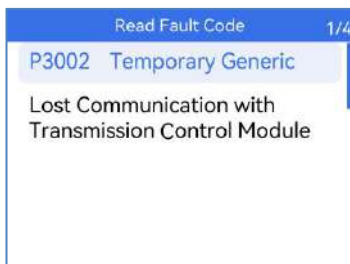 Read Fault Code 1/4
P3002 Temporary Generic
Lost Communication with
Transmission Control Module